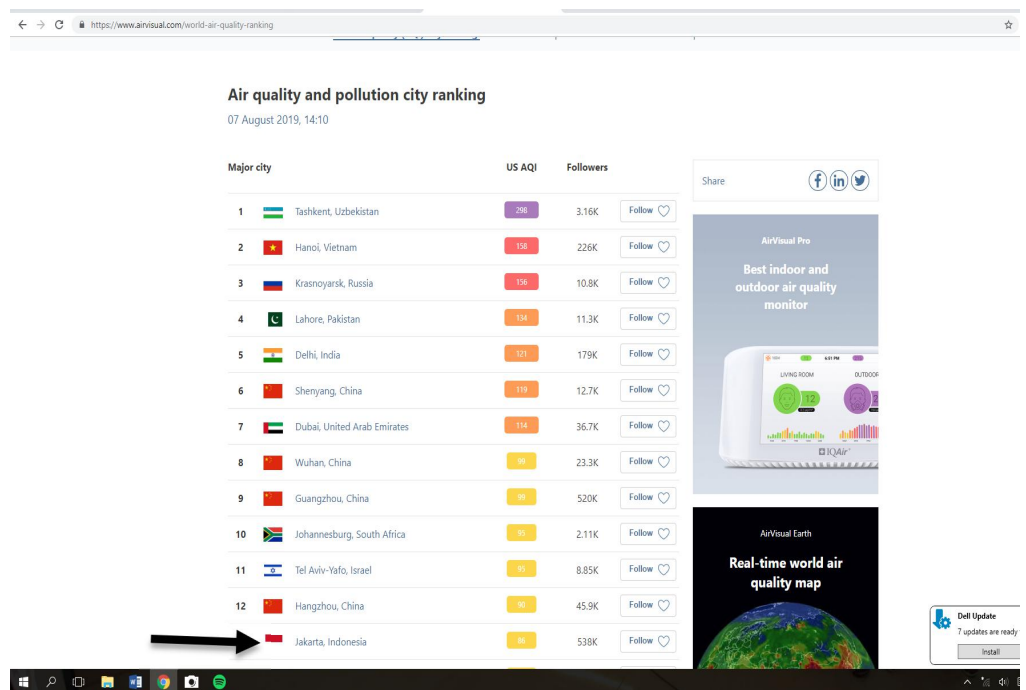 https://www.airvisual.com/world-air-quality-ranking
Air quality and pollution city ranking
07 August 2019, 14:10
Major city US AQI Followers
1 Tashkent, Uzbekistan 298 3.16K Follow
2 Hanoi, Vietnam 158 226K Follow
3 Krasnoyarsk, Russia 156 10.8K Follow
4 Lahore, Pakistan 134 11.3K Follow
5 Delhi, India 121 179K Follow
6 Shenyang, China 119 12.7K Follow
7 Dubai, United Arab Emirates 114 36.7K Follow
8 Wuhan, China 99 23.3K Follow
9 Guangzhou, China 99 520K Follow
10 Johannesburg, South Africa 95 2.11K Follow
11 Tel Aviv-Yafo, Israel 95 8.85K Follow
12 Hangzhou, China 90 45.9K Follow
Jakarta, Indonesia 86 538K Follow
Share
AirVisual Pro
Best indoor and
outdoor air quality
monitor
6:51 PM
LIVING ROOM OUTDOOR
12
IQAir
AirVisual Earth
Real-time world air
quality map
Dell Update
7 updates are ready
Install